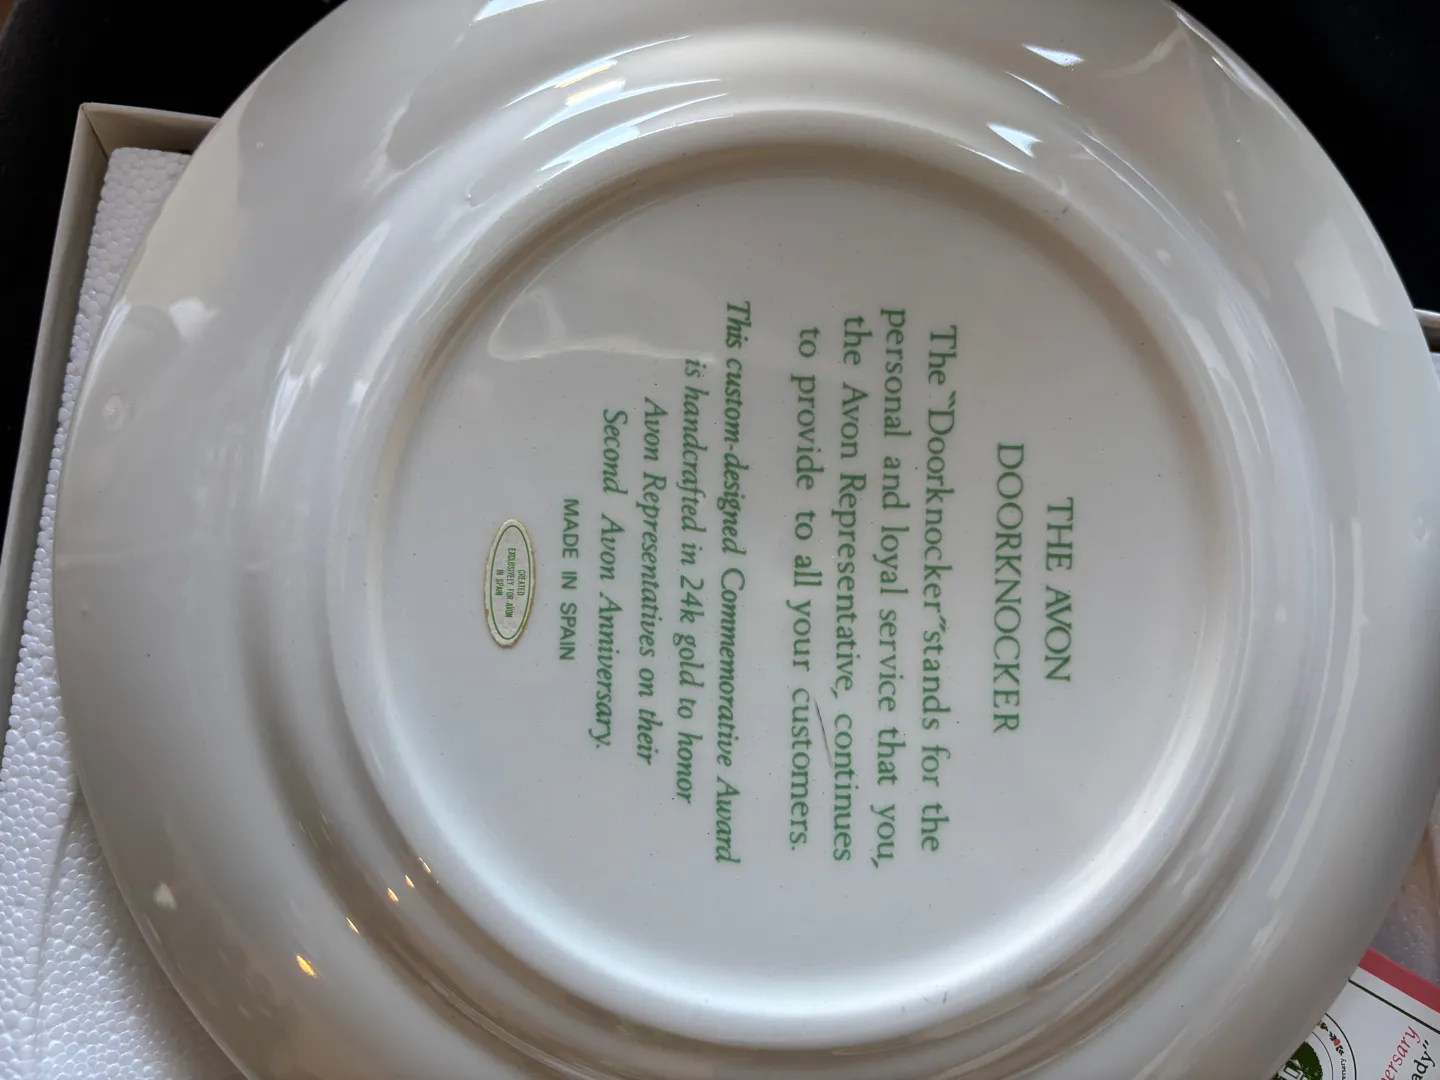 THE AVON
DOORKNOCKER
The "Doorknocker" stands for the
personal and loyal service that you,
the Avon Representative, continues
to provide to all your customers.
This custom-designed Commemorative Award
is handcrafted in 24k gold to honor
Avon Representatives on their
Second Avon Anniversary.
MADE IN SPAIN
CREATED
EXCLUSIVELY FOR AVON
IN SPAIN